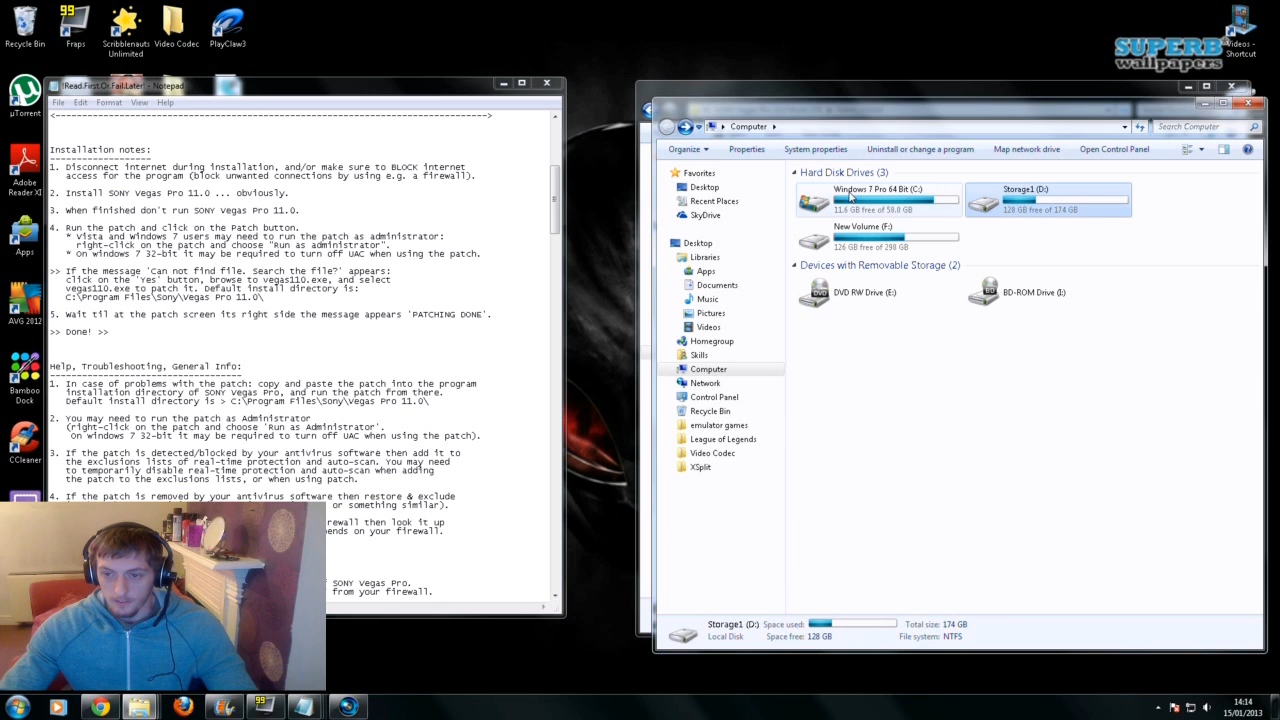 99
Recycle Bin
Fraps
Scribblenauts
Unlimited
Video Codec
PlayClaw3
SUPERB
wallpapers
Videos -
Shortcut
µTorrent
Adobe
Reader XI
Apps
AVG 2012
Bamboo
Dock
CCleaner
!Read.First.Or.Fail.Later! - Notepad
File Edit Format View Help
<------------------------------------------------------------------------------->
Installation notes:
-------------------
1. Disconnect internet during installation, and/or make sure to BLOCK internet
access for the program (block unwanted connections by using e.g. a firewall).
2. Install SONY Vegas Pro 11.0 ... obviously.
3. When finished don't run SONY Vegas Pro 11.0.
4. Run the patch and click on the Patch button.
* Vista and Windows 7 users may need to run the patch as administrator:
right-click on the patch and choose "Run as administrator".
* On windows 7 32-bit it may be required to turn off UAC when using the patch.
>> If the message 'Can not find file. Search the file?' appears:
click on the 'Yes' button, browse to vegas110.exe, and select
vegas110.exe to patch it. Default install directory is:
C:\Program Files\Sony\Vegas Pro 11.0\
5. Wait til at the patch screen its right side the message appears 'PATCHING DONE'.
>> Done! >>
Help, Troubleshooting, General Info:
------------------------------------
1. In case of problems with the patch: copy and paste the patch into the program
installation directory of SONY Vegas Pro, and run the patch from there.
Default install directory is > C:\Program Files\Sony\Vegas Pro 11.0\
2. You may need to run the patch as Administrator
(right-click on the patch and choose 'Run as Administrator'.
On windows 7 32-bit it may be required to turn off UAC when using the patch).
3. If the patch is detected/blocked by your antivirus software then add it to
the exclusions lists of real-time protection and auto-scan. You may need
to temporarily disable real-time protection and auto-scan when adding
the patch to the exclusions lists, or when using patch.
4. If the patch is removed by your antivirus software then restore & exclude
or something similar).
rewall then look it up
ends on your firewall.
SONY Vegas Pro.
from your firewall.
Computer
Search Computer
Organize Properties System properties Uninstall or change a program Map network drive Open Control Panel
Favorites
Desktop
Recent Places
SkyDrive
Desktop
Libraries
Apps
Documents
Music
Pictures
Videos
Homegroup
Skills
Computer
Network
Control Panel
Recycle Bin
emulator games
League of Legends
Video Codec
XSplit
Hard Disk Drives (3)
Windows 7 Pro 64 Bit (C:)
11.6 GB free of 58.0 GB
Storage1 (D:)
128 GB free of 174 GB
New Volume (F:)
126 GB free of 298 GB
Devices with Removable Storage (2)
DVD RW Drive (E:)
BD-ROM Drive (I:)
Storage1 (D:) Space used: Total size: 174 GB
Local Disk Space free: 128 GB File system: NTFS
99
14:14
15/01/2013